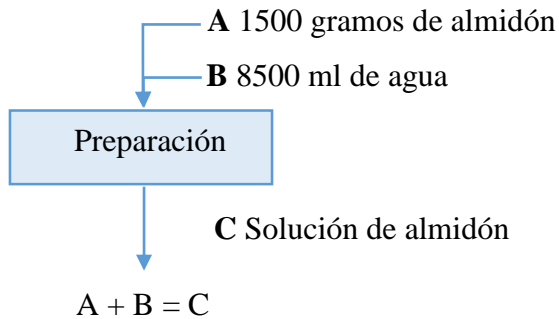 A 1500 gramos de almidón
B 8500 ml de agua
Preparación
C Solución de almidón
A + B = C